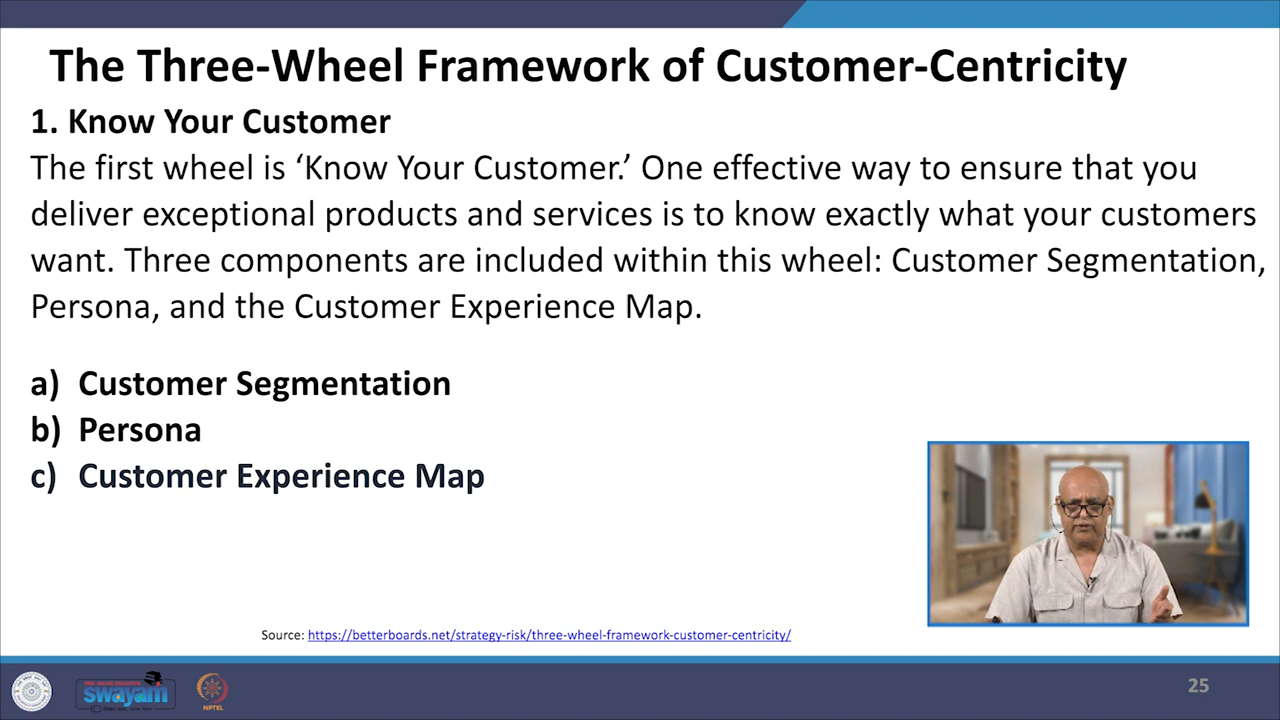 The Three-Wheel Framework of Customer-Centricity
1. Know Your Customer
The first wheel is ‘Know Your Customer.’ One effective way to ensure that you
deliver exceptional products and services is to know exactly what your customers
want. Three components are included within this wheel: Customer Segmentation,
Persona, and the Customer Experience Map.
a) Customer Segmentation
b) Persona
c) Customer Experience Map
Source: https://betterboards.net/strategy-risk/three-wheel-framework-customer-centricity/
swayam
NPTEL
25